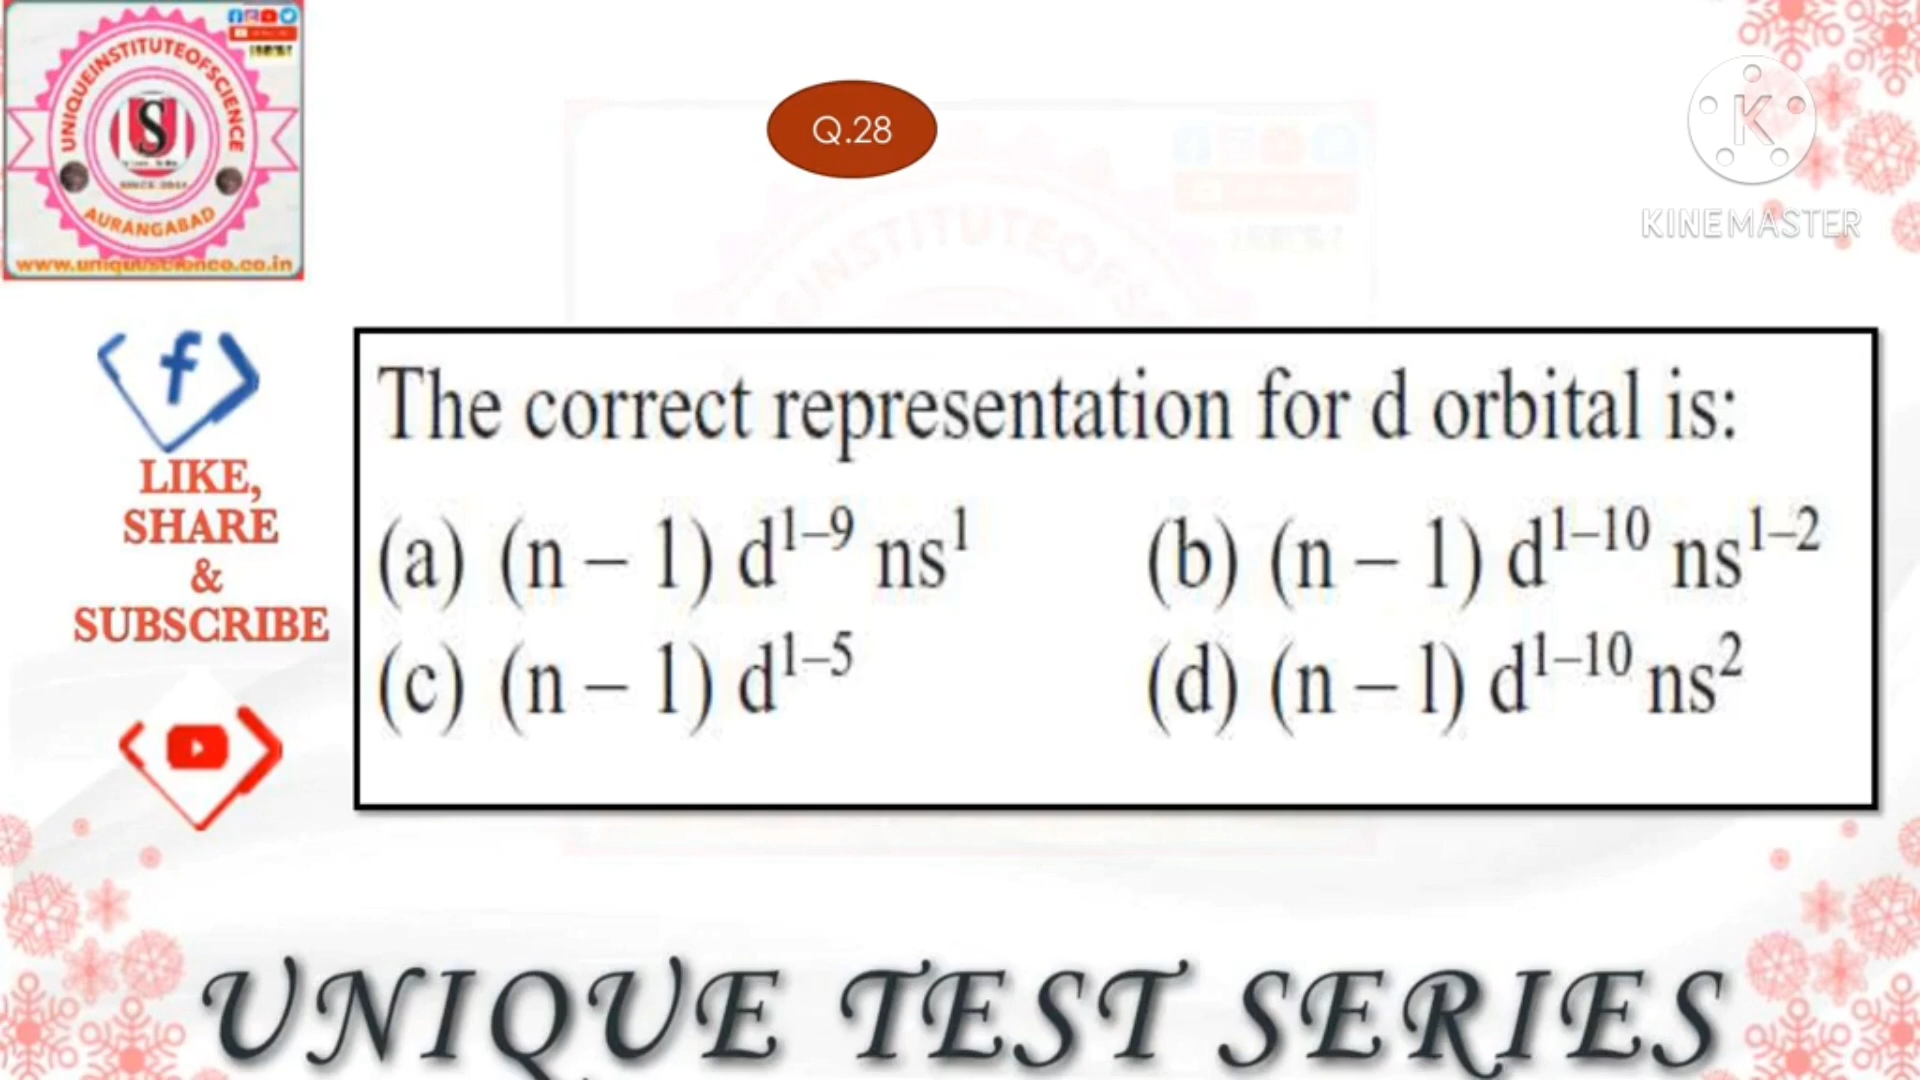 UNIQUEINSTITUTEOFSCIENCE
S
AURANGABAD
Q.28
K
KINEMASTER
f
LIKE,
SHARE
&
SUBSCRIBE
The correct representation for d orbital is:
(a) (n – 1) d¹⁻⁹ ns¹
(b) (n – 1) d¹⁻¹⁰ ns¹⁻²
(c) (n – 1) d¹⁻⁵
(d) (n – l) d¹⁻¹⁰ ns²
UNIQUE TEST SERIES